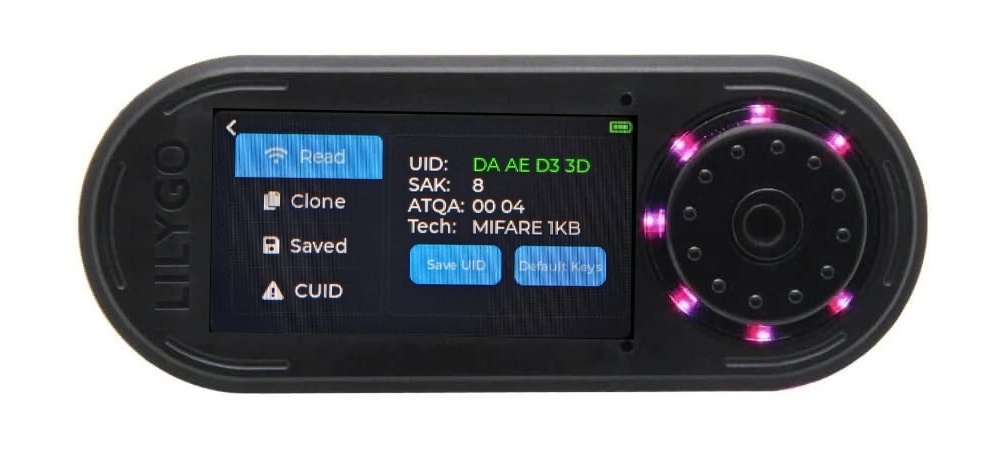 LILYGO
Read
Clone
Saved
CUID
UID: DA AE D3 3D
SAK: 8
ATQA: 00 04
Tech: MIFARE 1KB
Save UID
Default Keys